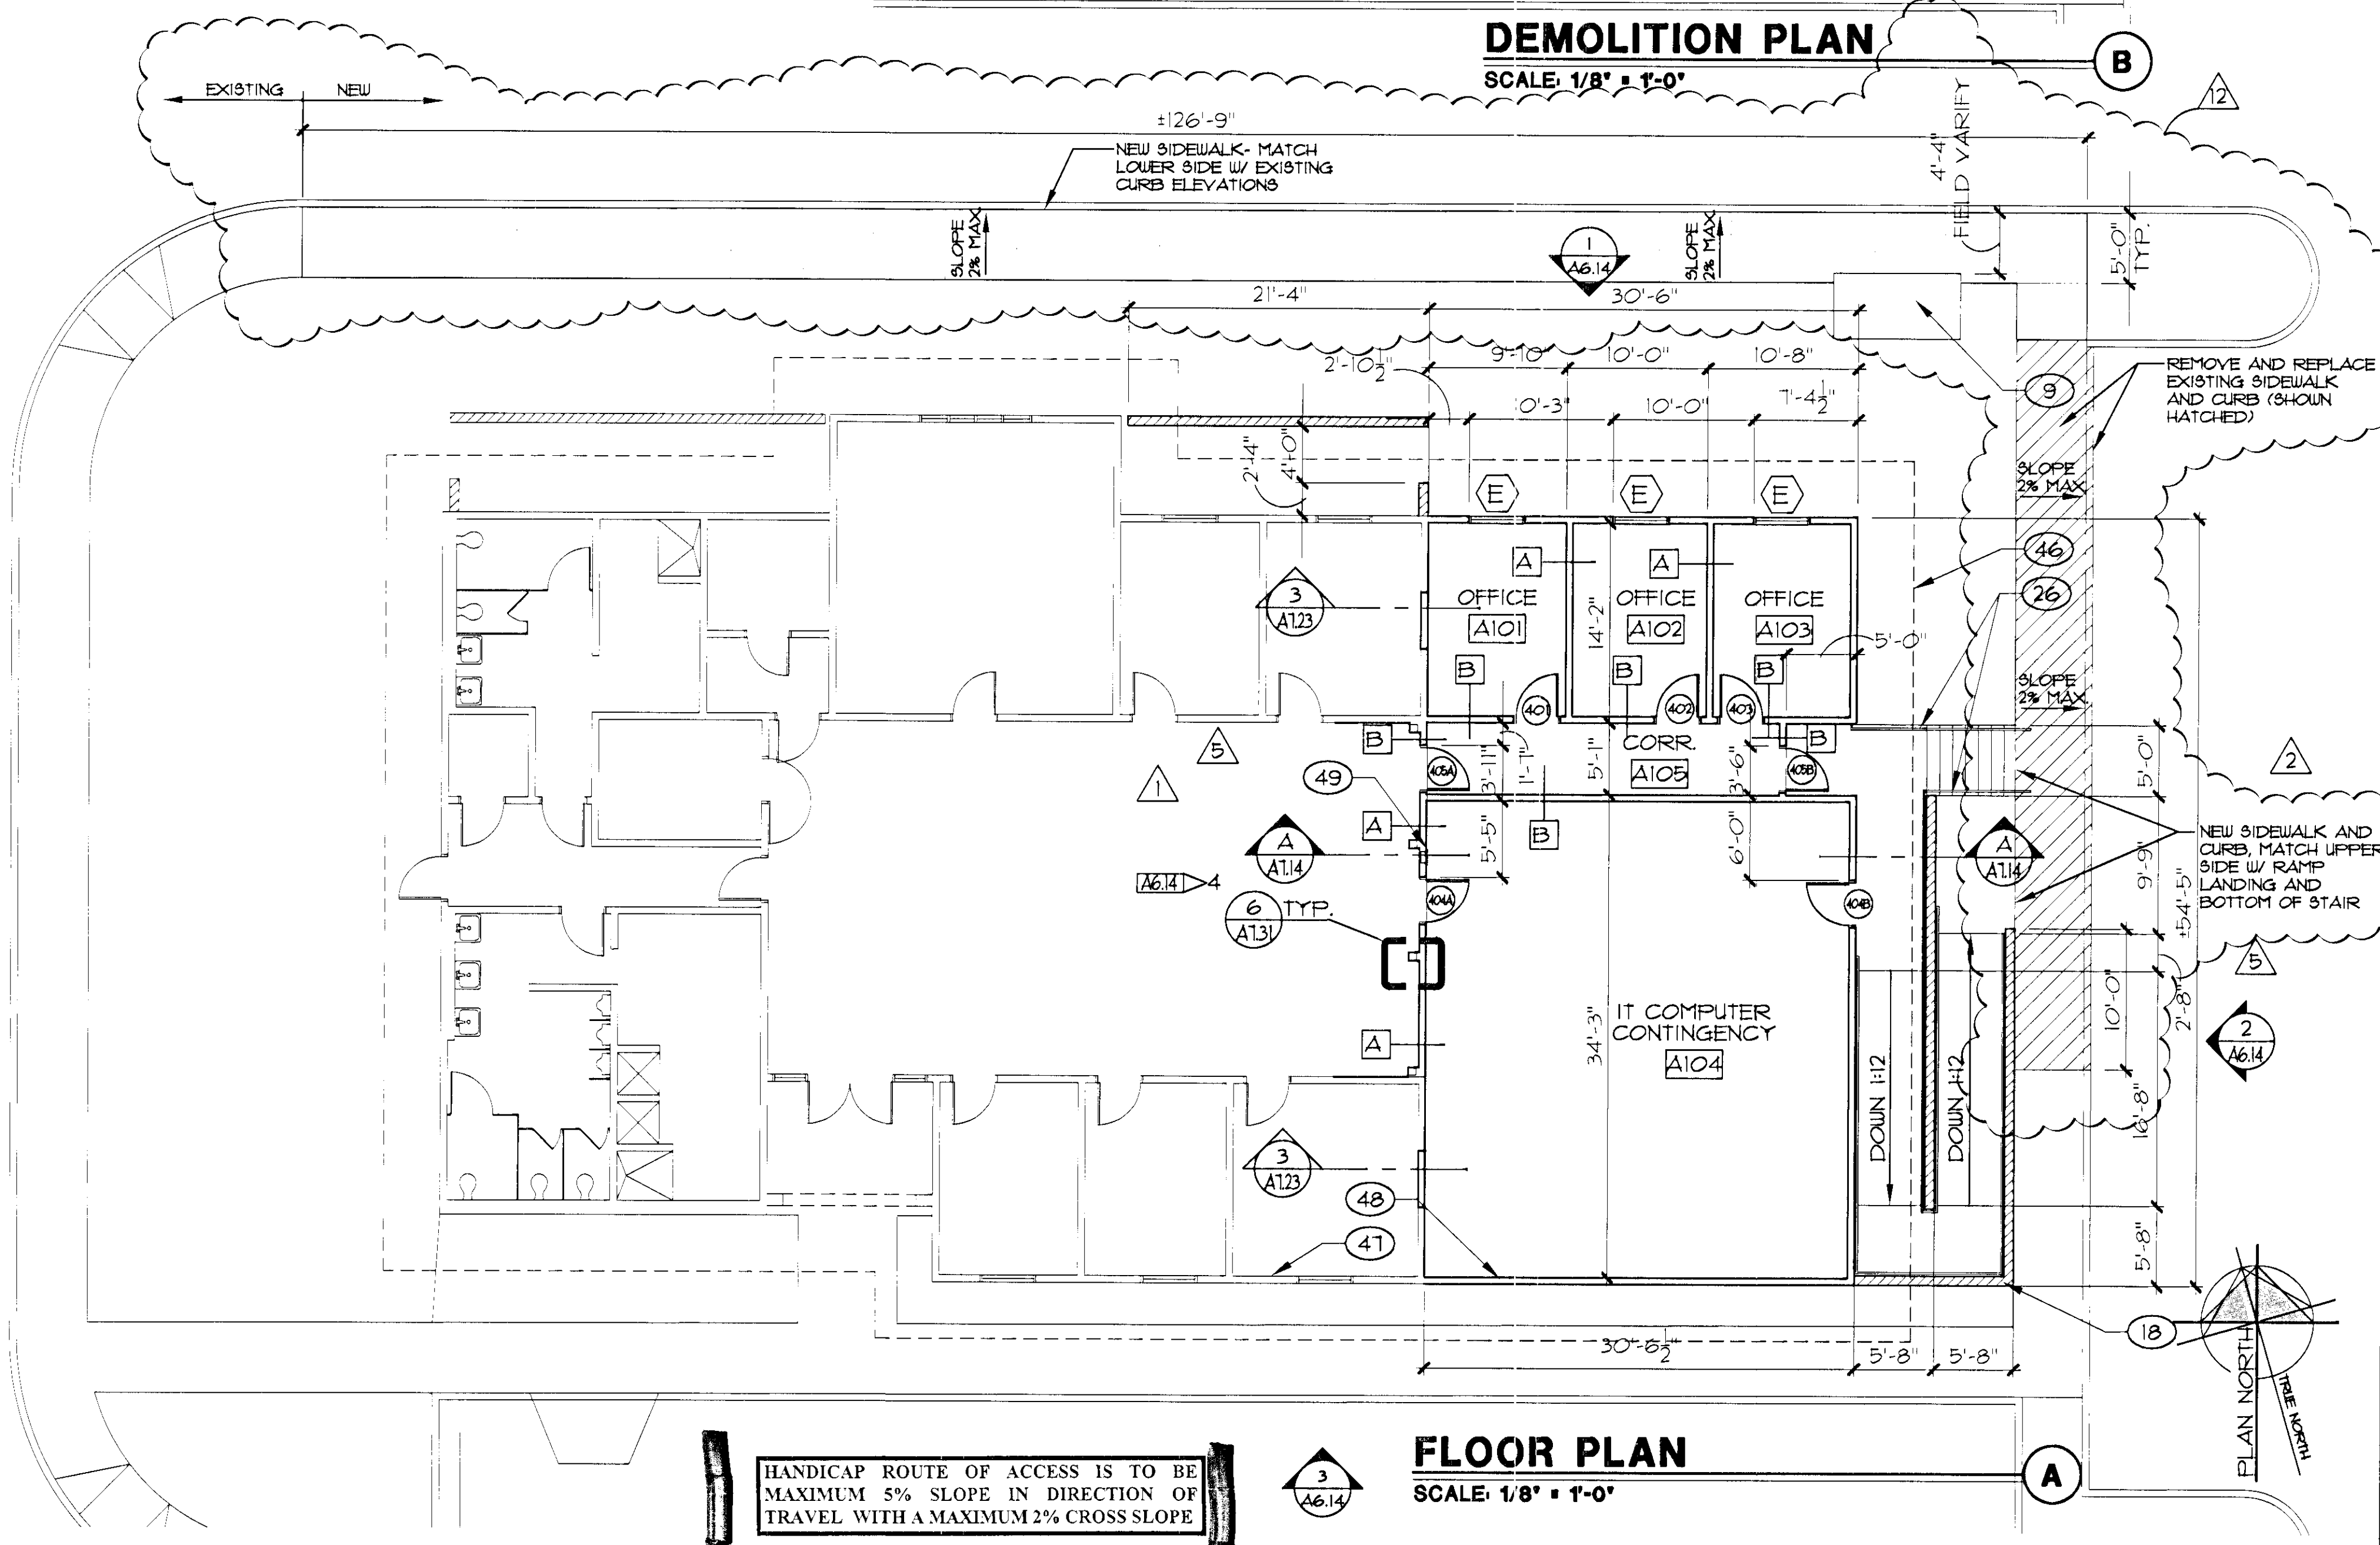 DEMOLITION PLAN
SCALE: 1/8" = 1'-0"
B
EXISTING
NEW
12
±126'-9"
NEW SIDEWALK- MATCH
LOWER SIDE W/ EXISTING
CURB ELEVATIONS
4'-4"
FIELD VARIFY
SLOPE
2% MAX.
1
A6.14
SLOPE
2% MAX.
5'-0"
TYP.
21'-4"
30'-6"
2'-10 1/2"
9'-10"
10'-0"
10'-8"
10'-0"
7'-4 1/2"
9
REMOVE AND REPLACE
EXISTING SIDEWALK
AND CURB (SHOWN
HATCHED)
2'-4"
4'-0"
E
E
E
SLOPE
2% MAX.
46
26
A
A
3
A7.23
OFFICE
A101
OFFICE
A102
OFFICE
A103
14'-2"
5'-0"
B
B
B
SLOPE
2% MAX.
401
402
403
5
B
CORR.
A105
B
1
49
405A
3'-11"
1'-7"
5'-1"
3'-6"
405B
5'-0"
2
A
B
A
A7.14
5'-5"
6'-0"
A
A7.14
NEW SIDEWALK AND
CURB, MATCH UPPER
SIDE W/ RAMP
LANDING AND
BOTTOM OF STAIR
9'-9"
±54'-5"
A6.14
4
404A
404B
6
A7.31
TYP.
5
2'-8"
10'-0"
IT COMPUTER
CONTINGENCY
A104
34'-3"
A
2
A6.14
DOWN 1:12
DOWN 1:12
16'-8"
3
A7.23
48
47
5'-8"
18
30'-6 1/2"
5'-8"
5'-8"
PLAN NORTH
TRUE NORTH
HANDICAP ROUTE OF ACCESS IS TO BE
MAXIMUM 5% SLOPE IN DIRECTION OF
TRAVEL WITH A MAXIMUM 2% CROSS SLOPE
3
A6.14
FLOOR PLAN
SCALE: 1/8" = 1'-0"
A